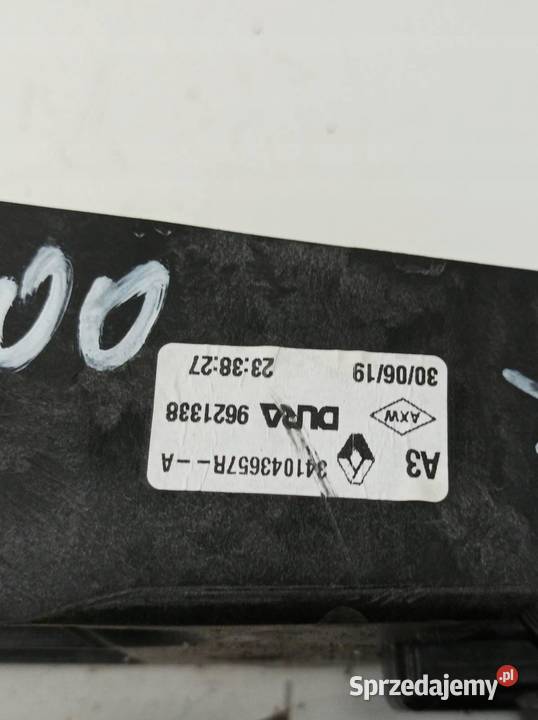 00
A3 341043657R--A
AXW DURA 9621338
30/06/19 23:38:27
Sprzedajemy.pl